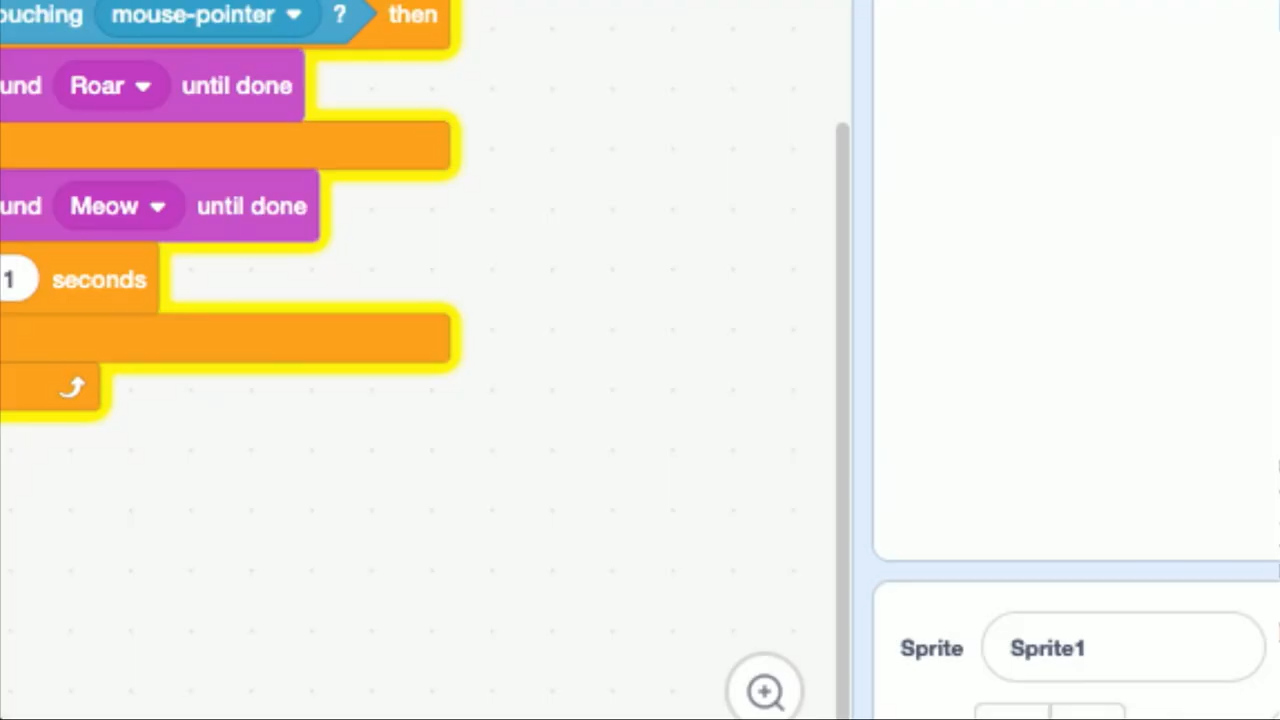 ouching mouse-pointer ? then
und Roar until done
und Meow until done
1 seconds
Sprite Sprite1